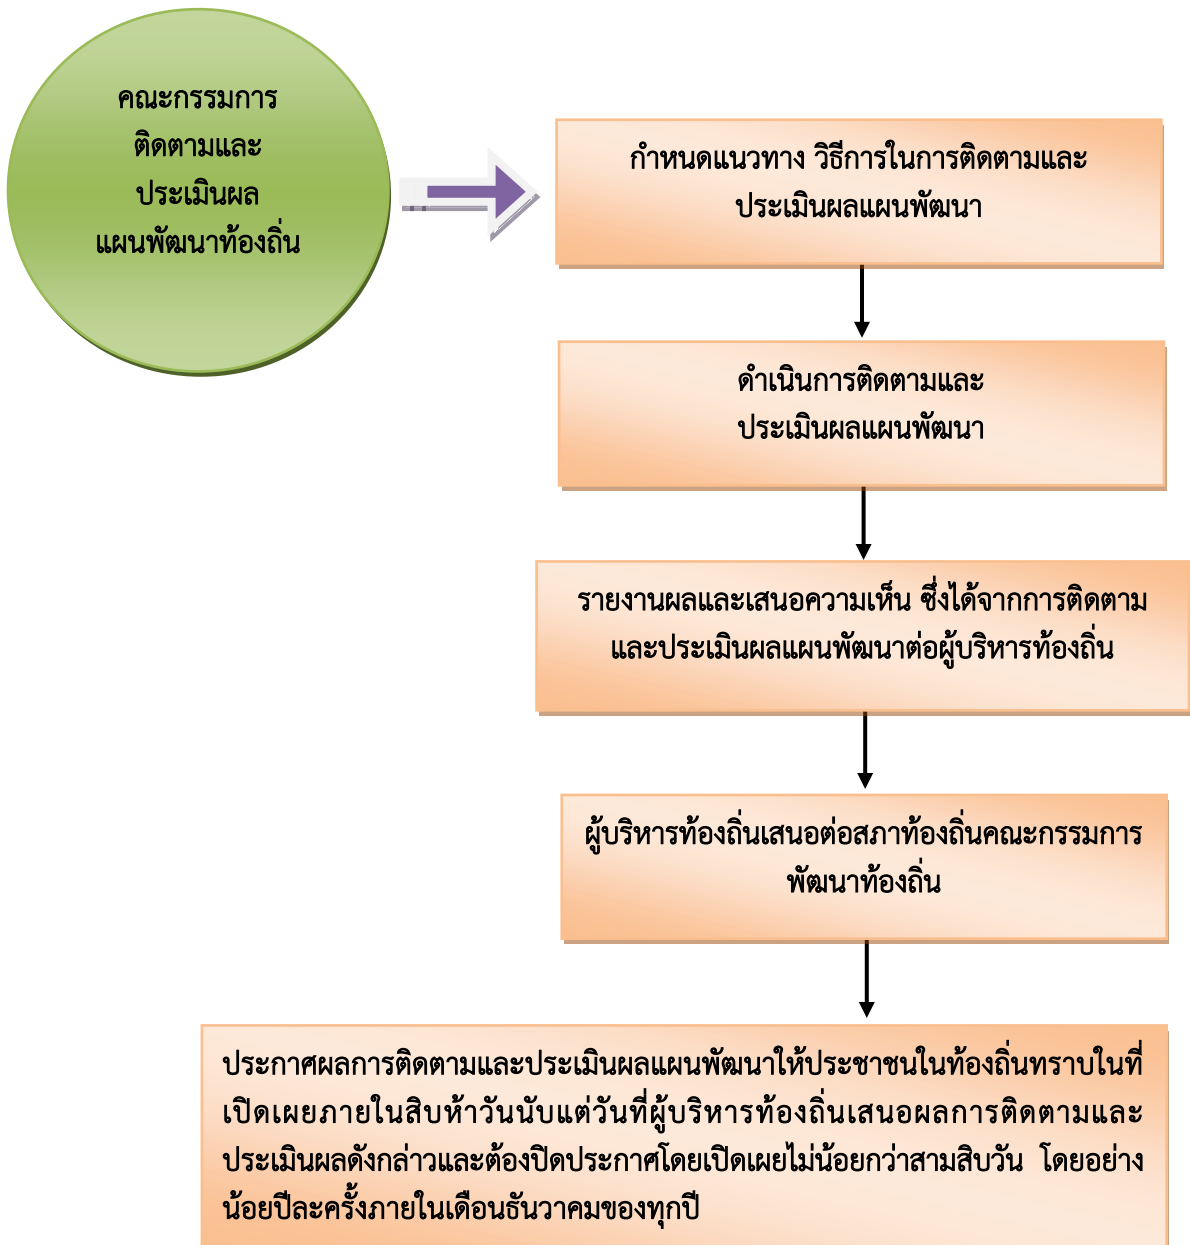 คณะกรรมการ
ติดตามและ
ประเมินผล
แผนพัฒนาท้องถิ่น
กำหนดแนวทาง วิธีการในการติดตามและ
ประเมินผลแผนพัฒนา
ดำเนินการติดตามและ
ประเมินผลแผนพัฒนา
รายงานผลและเสนอความเห็น ซึ่งได้จากการติดตาม
และประเมินผลแผนพัฒนาต่อผู้บริหารท้องถิ่น
ผู้บริหารท้องถิ่นเสนอต่อสภาท้องถิ่นคณะกรรมการ
พัฒนาท้องถิ่น
ประกาศผลการติดตามและประเมินผลแผนพัฒนาให้ประชาชนในท้องถิ่นทราบในที่
เปิดเผยภายในสิบห้าวันนับแต่วันที่ผู้บริหารท้องถิ่นเสนอผลการติดตามและ
ประเมินผลดังกล่าวและต้องปิดประกาศโดยเปิดเผยไม่น้อยกว่าสามสิบวัน โดยอย่าง
น้อยปีละครั้งภายในเดือนธันวาคมของทุกปี